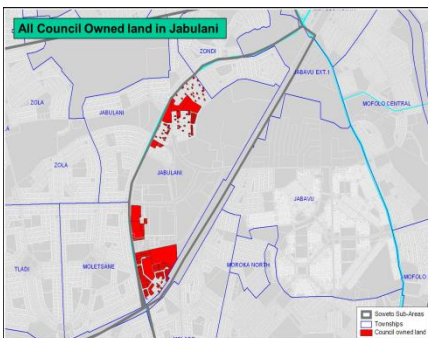 All Council Owned land in Jabulani
ZONDI
JABAVU EXT.1
ZOLA
JABULANI
MOFOLO CENTRAL
ZOLA
JABULANI
JABAVU
MOLETSANE
MOROKA NORTH
TLADI
MOFOLO
Soweto Sub-Areas
Townships
Council owned land